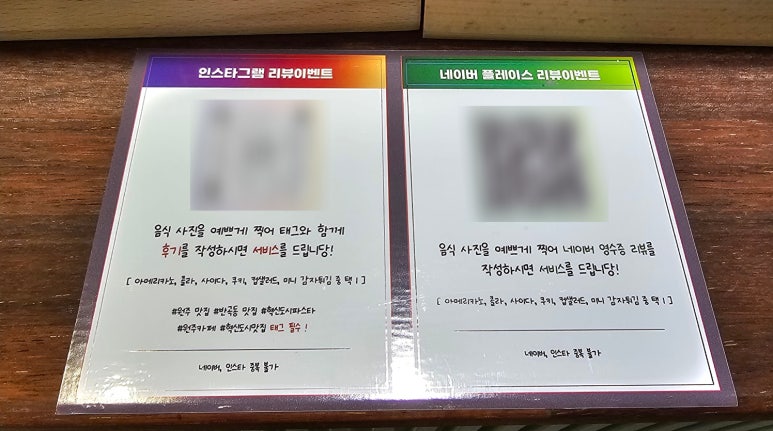 인스타그램 리뷰이벤트
음식 사진을 예쁘게 찍어 태그와 함께
후기를 작성하시면 서비스를 드립니당!
[ 아메리카노, 콜라, 사이다, 쿠키, 컵샐러드, 미니 감자튀김 중 택 1 ]
#원주 맛집 #반곡동 맛집 #혁신도시파스타
#원주카페 #혁신도시맛집 태그 필수 !
네이버, 인스타 중복 불가
네이버 플레이스 리뷰이벤트
음식 사진을 예쁘게 찍어 네이버 영수증 리뷰를
작성하시면 서비스를 드립니당!
[ 아메리카노, 콜라, 사이다, 쿠키, 컵샐러드, 미니 감자튀김 중 택 1 ]
네이버, 인스타 중복 불가